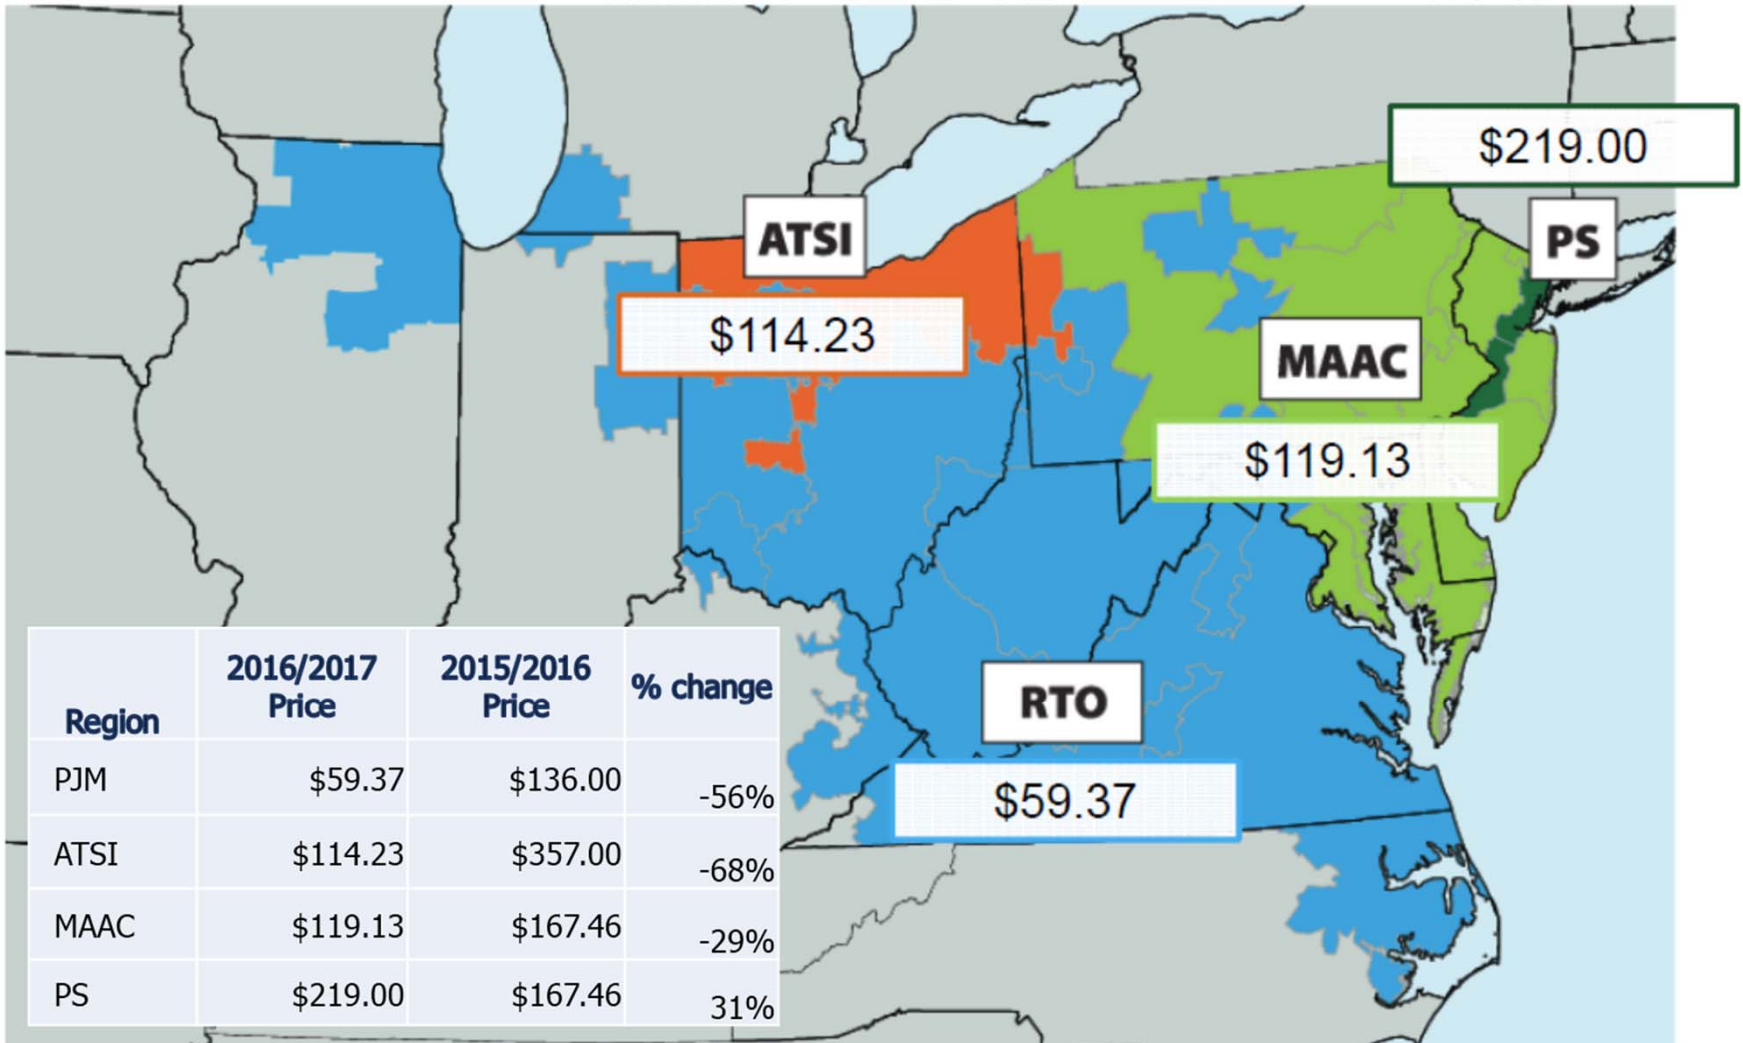 $219.00
PS
ATSI
$114.23
MAAC
$119.13
RTO
$59.37
Region 2016/2017 Price 2015/2016 Price % change
PJM $59.37 $136.00 -56%
ATSI $114.23 $357.00 -68%
MAAC $119.13 $167.46 -29%
PS $219.00 $167.46 31%